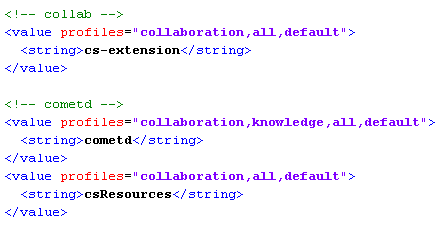 <!-- collab -->
<value profiles="collaboration,all,default">
  <string>cs-extension</string>
</value>

<!-- cometd -->
<value profiles="collaboration,knowledge,all,default">
  <string>cometd</string>
</value>
<value profiles="collaboration,all,default">
  <string>csResources</string>
</value>